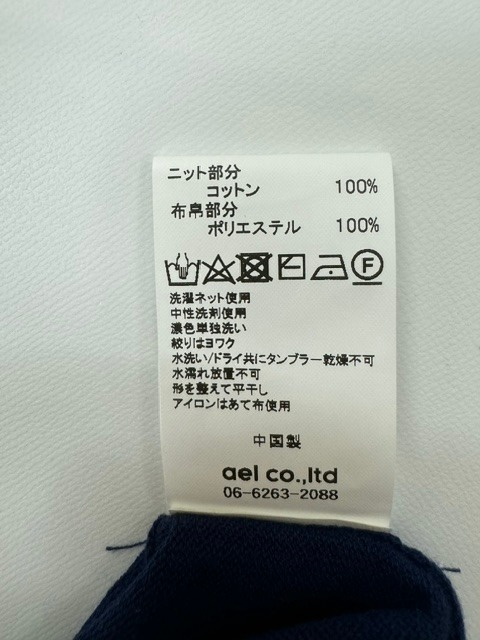 ニット部分
コットン 100%
布帛部分
ポリエステル 100%
F
洗濯ネット使用
中性洗剤使用
濃色単独洗い
絞りはヨワク
水洗い/ドライ共にタンブラー乾燥不可
水濡れ放置不可
形を整えて平干し
アイロンはあて布使用
中国製
ael co.,ltd
06-6263-2088